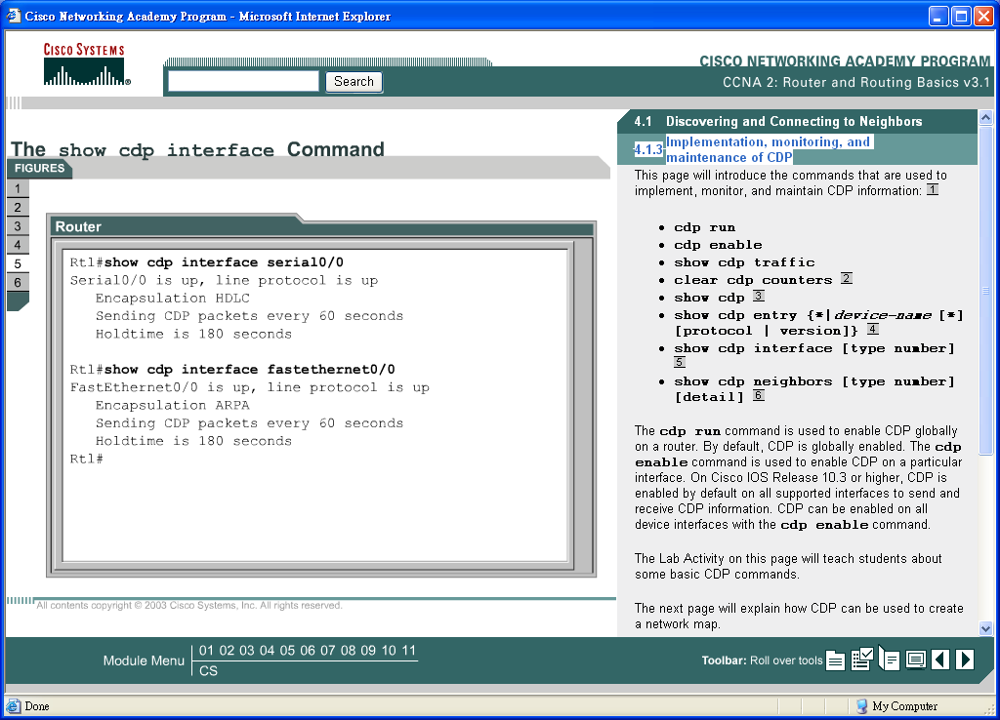 Cisco Networking Academy Program - Microsoft Internet Explorer
CISCO SYSTEMS
®
Search
CISCO NETWORKING ACADEMY PROGRAM
CCNA 2: Router and Routing Basics v3.1
The show cdp interface Command
FIGURES
1
2
3
4
5
6
Router
Rt1#show cdp interface serial0/0
Serial0/0 is up, line protocol is up
Encapsulation HDLC
Sending CDP packets every 60 seconds
Holdtime is 180 seconds
Rt1#show cdp interface fastethernet0/0
FastEthernet0/0 is up, line protocol is up
Encapsulation ARPA
Sending CDP packets every 60 seconds
Holdtime is 180 seconds
Rt1#
All contents copyright © 2003 Cisco Systems, Inc. All rights reserved.
4.1 Discovering and Connecting to Neighbors
4.1.3 Implementation, monitoring, and
maintenance of CDP
This page will introduce the commands that are used to
implement, monitor, and maintain CDP information: 1
• cdp run
• cdp enable
• show cdp traffic
• clear cdp counters 2
• show cdp 3
• show cdp entry {*|device-name [*]
[protocol | version]} 4
• show cdp interface [type number]
5
• show cdp neighbors [type number]
[detail] 6
The cdp run command is used to enable CDP globally
on a router. By default, CDP is globally enabled. The cdp
enable command is used to enable CDP on a particular
interface. On Cisco IOS Release 10.3 or higher, CDP is
enabled by default on all supported interfaces to send and
receive CDP information. CDP can be enabled on all
device interfaces with the cdp enable command.
The Lab Activity on this page will teach students about
some basic CDP commands.
The next page will explain how CDP can be used to create
a network map.
Module Menu
01 02 03 04 05 06 07 08 09 10 11
CS
Toolbar: Roll over tools
Done
My Computer